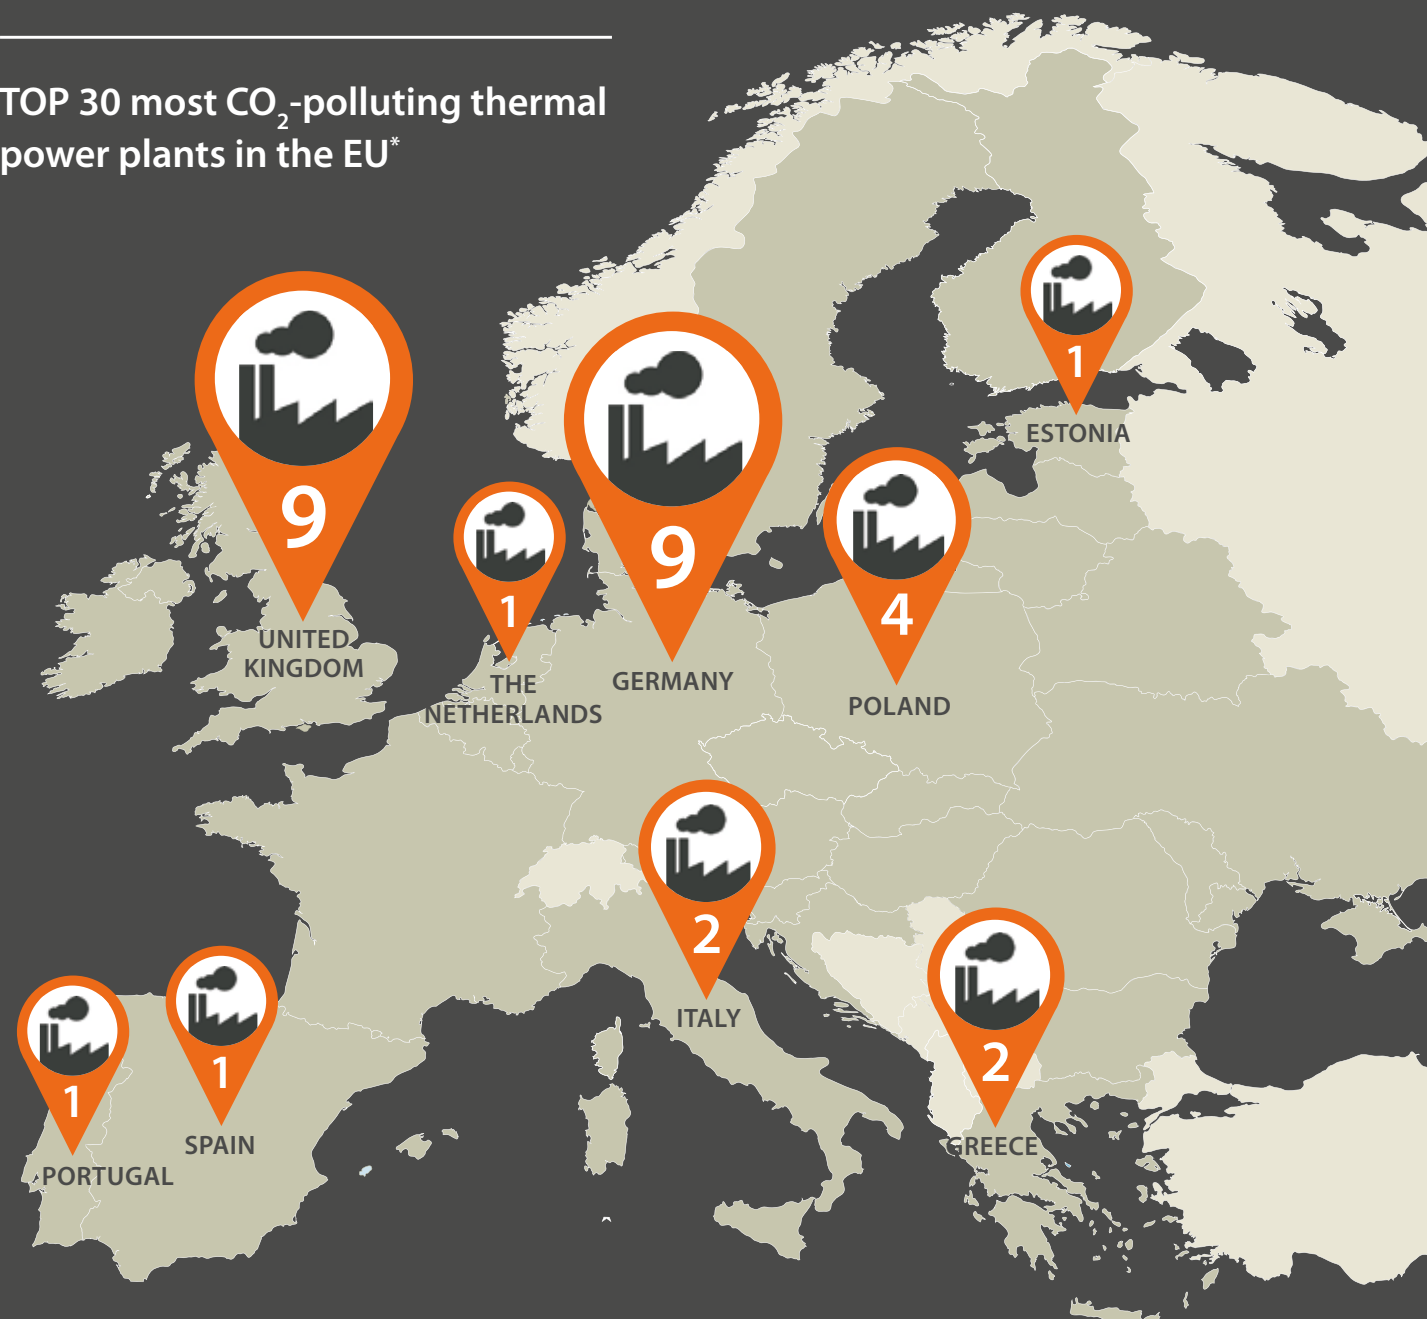 TOP 30 most CO₂-polluting thermal
power plants in the EU*
1
ESTONIA
9
UNITED
KINGDOM
1
THE
NETHERLANDS
9
GERMANY
4
POLAND
2
ITALY
2
GREECE
1
SPAIN
1
PORTUGAL